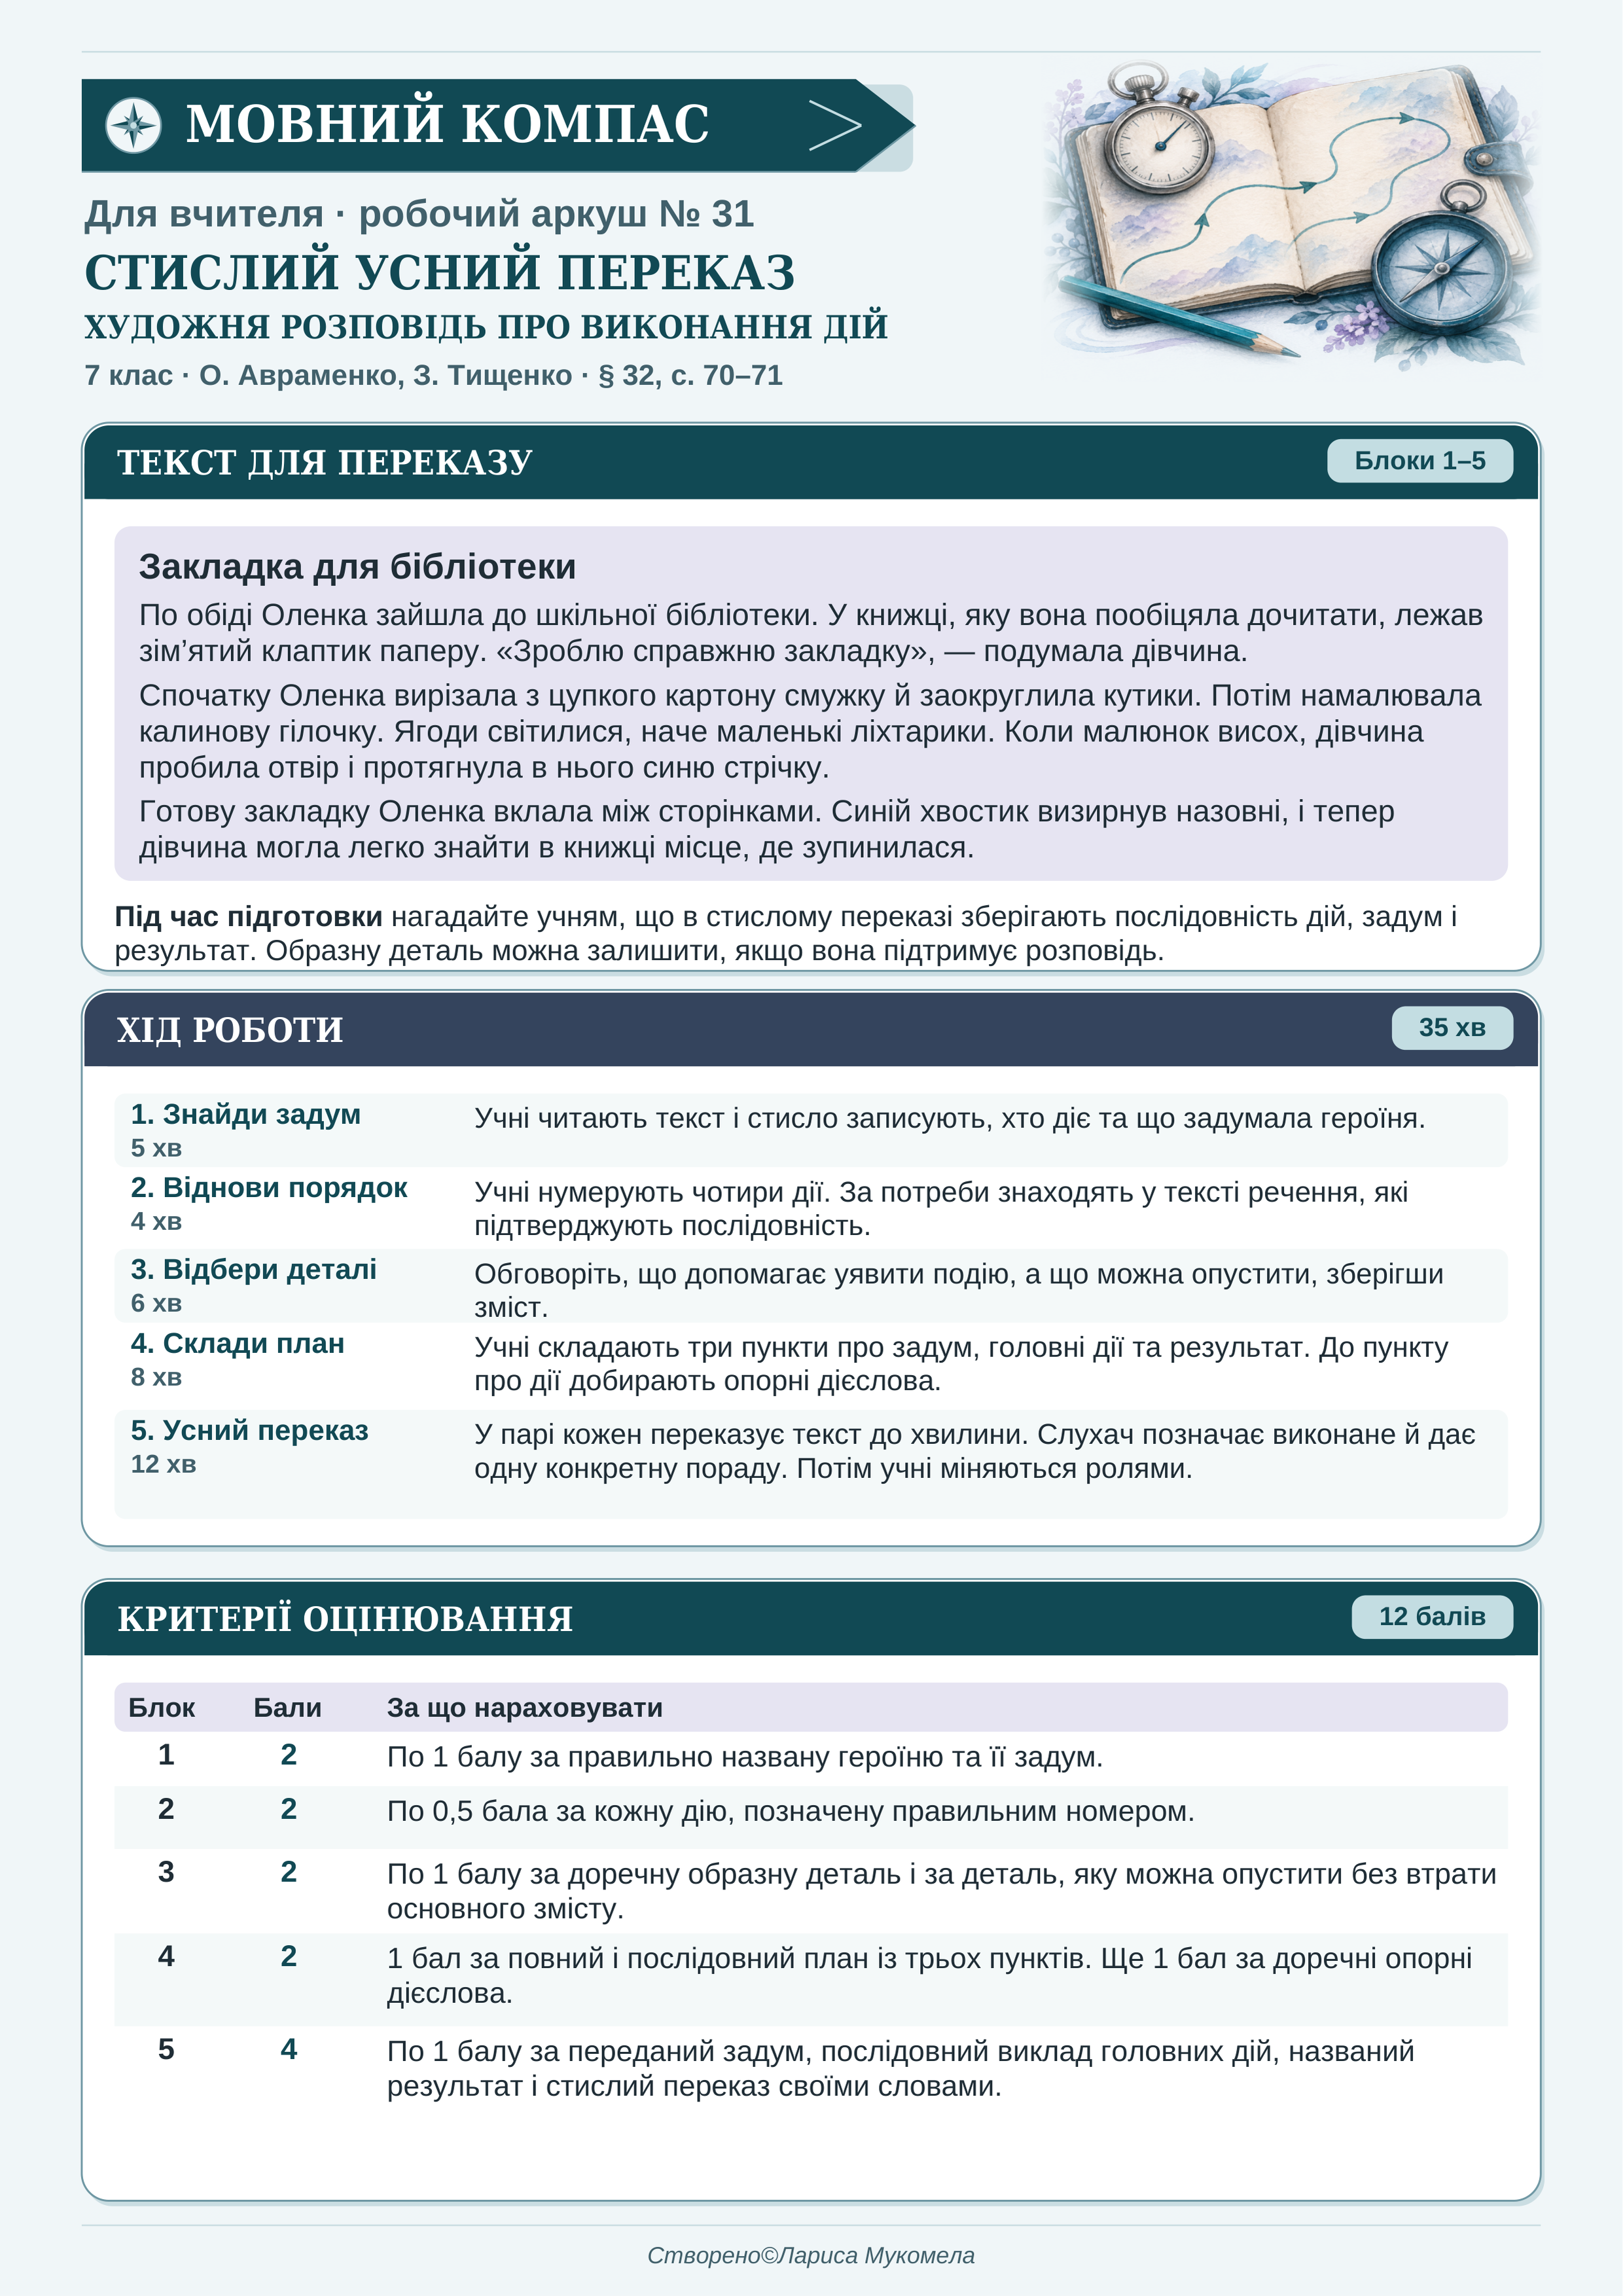 МОВНИЙ КОМПАС
Для вчителя · робочий аркуш № 31
СТИСЛИЙ УСНИЙ ПЕРЕКАЗ
ХУДОЖНЯ РОЗПОВІДЬ ПРО ВИКОНАННЯ ДІЙ
7 клас · О. Авраменко, З. Тищенко · § 32, с. 70–71
ТЕКСТ ДЛЯ ПЕРЕКАЗУ
Блоки 1–5
Закладка для бібліотеки
По обіді Оленка зайшла до шкільної бібліотеки. У книжці, яку вона пообіцяла дочитати, лежав
зім’ятий клаптик паперу. «Зроблю справжню закладку», — подумала дівчина.
Спочатку Оленка вирізала з цупкого картону смужку й заокруглила кутики. Потім намалювала
калинову гілочку. Ягоди світилися, наче маленькі ліхтарики. Коли малюнок висох, дівчина
пробила отвір і протягнула в нього синю стрічку.
Готову закладку Оленка вклала між сторінками. Синій хвостик визирнув назовні, і тепер
дівчина могла легко знайти в книжці місце, де зупинилася.
Під час підготовки нагадайте учням, що в стислому переказі зберігають послідовність дій, задум і
результат. Образну деталь можна залишити, якщо вона підтримує розповідь.
ХІД РОБОТИ
35 хв
1. Знайди задум
5 хв
Учні читають текст і стисло записують, хто діє та що задумала героїня.
2. Віднови порядок
4 хв
Учні нумерують чотири дії. За потреби знаходять у тексті речення, які
підтверджують послідовність.
3. Відбери деталі
6 хв
Обговоріть, що допомагає уявити подію, а що можна опустити, зберігши
зміст.
4. Склади план
8 хв
Учні складають три пункти про задум, головні дії та результат. До пункту
про дії добирають опорні дієслова.
5. Усний переказ
12 хв
У парі кожен переказує текст до хвилини. Слухач позначає виконане й дає
одну конкретну пораду. Потім учні міняються ролями.
КРИТЕРІЇ ОЦІНЮВАННЯ
12 балів
Блок Бали За що нараховувати
1 2 По 1 балу за правильно названу героїню та її задум.
2 2 По 0,5 бала за кожну дію, позначену правильним номером.
3 2 По 1 балу за доречну образну деталь і за деталь, яку можна опустити без втрати
основного змісту.
4 2 1 бал за повний і послідовний план із трьох пунктів. Ще 1 бал за доречні опорні
дієслова.
5 4 По 1 балу за переданий задум, послідовний виклад головних дій, названий
результат і стислий переказ своїми словами.
Створено©Лариса Мукомела